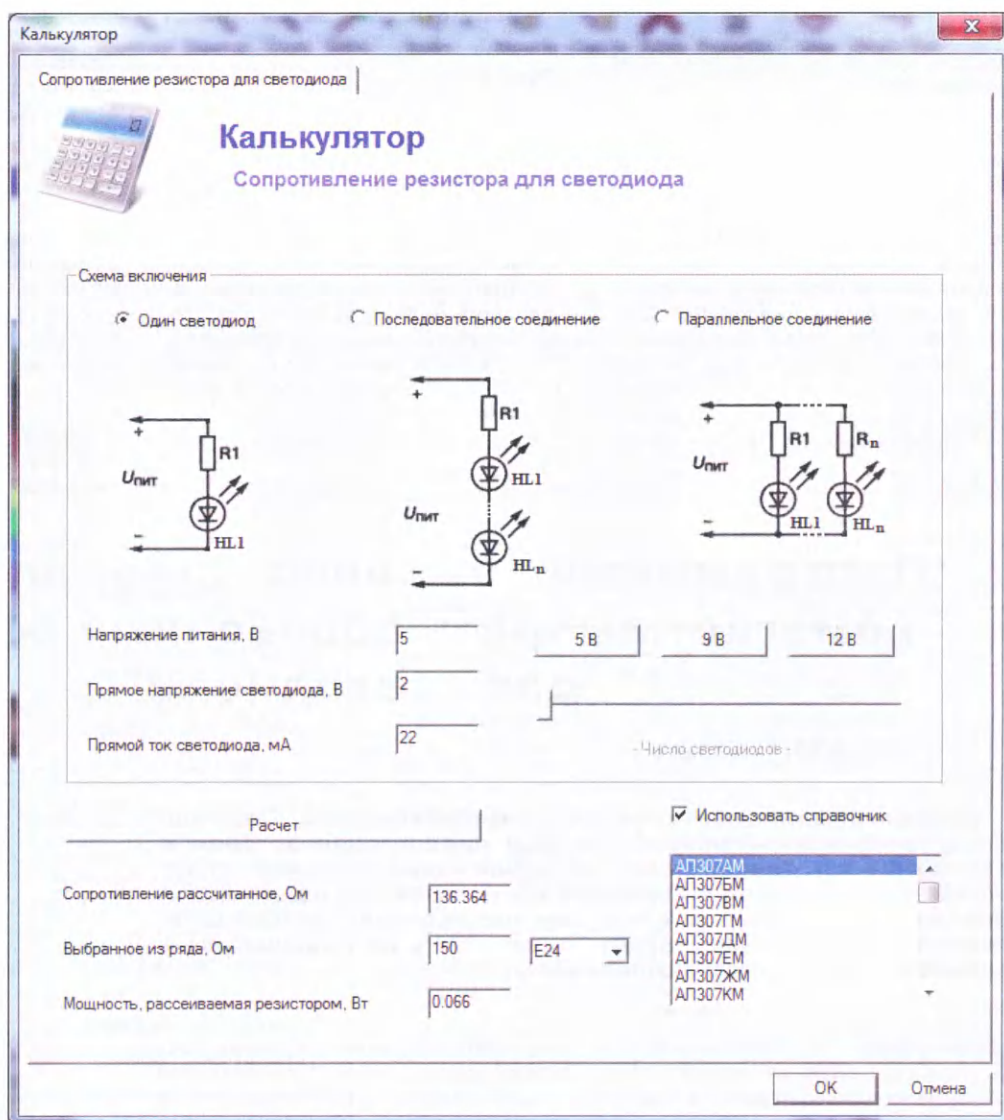 Калькулятор
Сопротивление резистора для светодиода
Калькулятор
Сопротивление резистора для светодиода
Схема включения
Один светодиод
Последовательное соединение
Параллельное соединение
+
R1
Uпит
HL1
−
+
R1
HL1
Uпит
HLn
−
+
R1
Rn
Uпит
HL1
HLn
−
Напряжение питания, В
5
5 В
9 В
12 В
Прямое напряжение светодиода, В
2
Прямой ток светодиода, мА
22
- Число светодиодов -
Расчет
Использовать справочник
Сопротивление рассчитанное, Ом
136.364
Выбранное из ряда, Ом
150
E24
Мощность, рассеиваемая резистором, Вт
0.066
АЛ307АМ
АЛ307БМ
АЛ307ВМ
АЛ307ГМ
АЛ307ДМ
АЛ307ЕМ
АЛ307ЖМ
АЛ307КМ
OK
Отмена